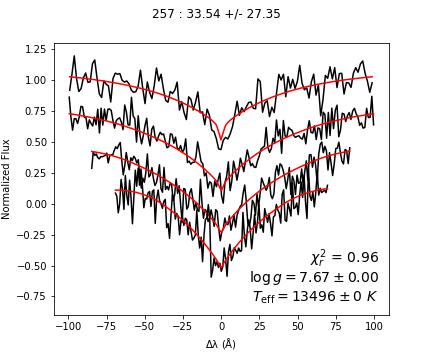 257 : 33.54 +/- 27.35
1.25
1.00
0.75
0.50
0.25
0.00
−0.25
−0.50
−0.75
Normalized Flux
χ²ᵣ = 0.96
log g = 7.67 ± 0.00
T_eff = 13496 ± 0 K
−100 −75 −50 −25 0 25 50 75 100
Δλ (Å)